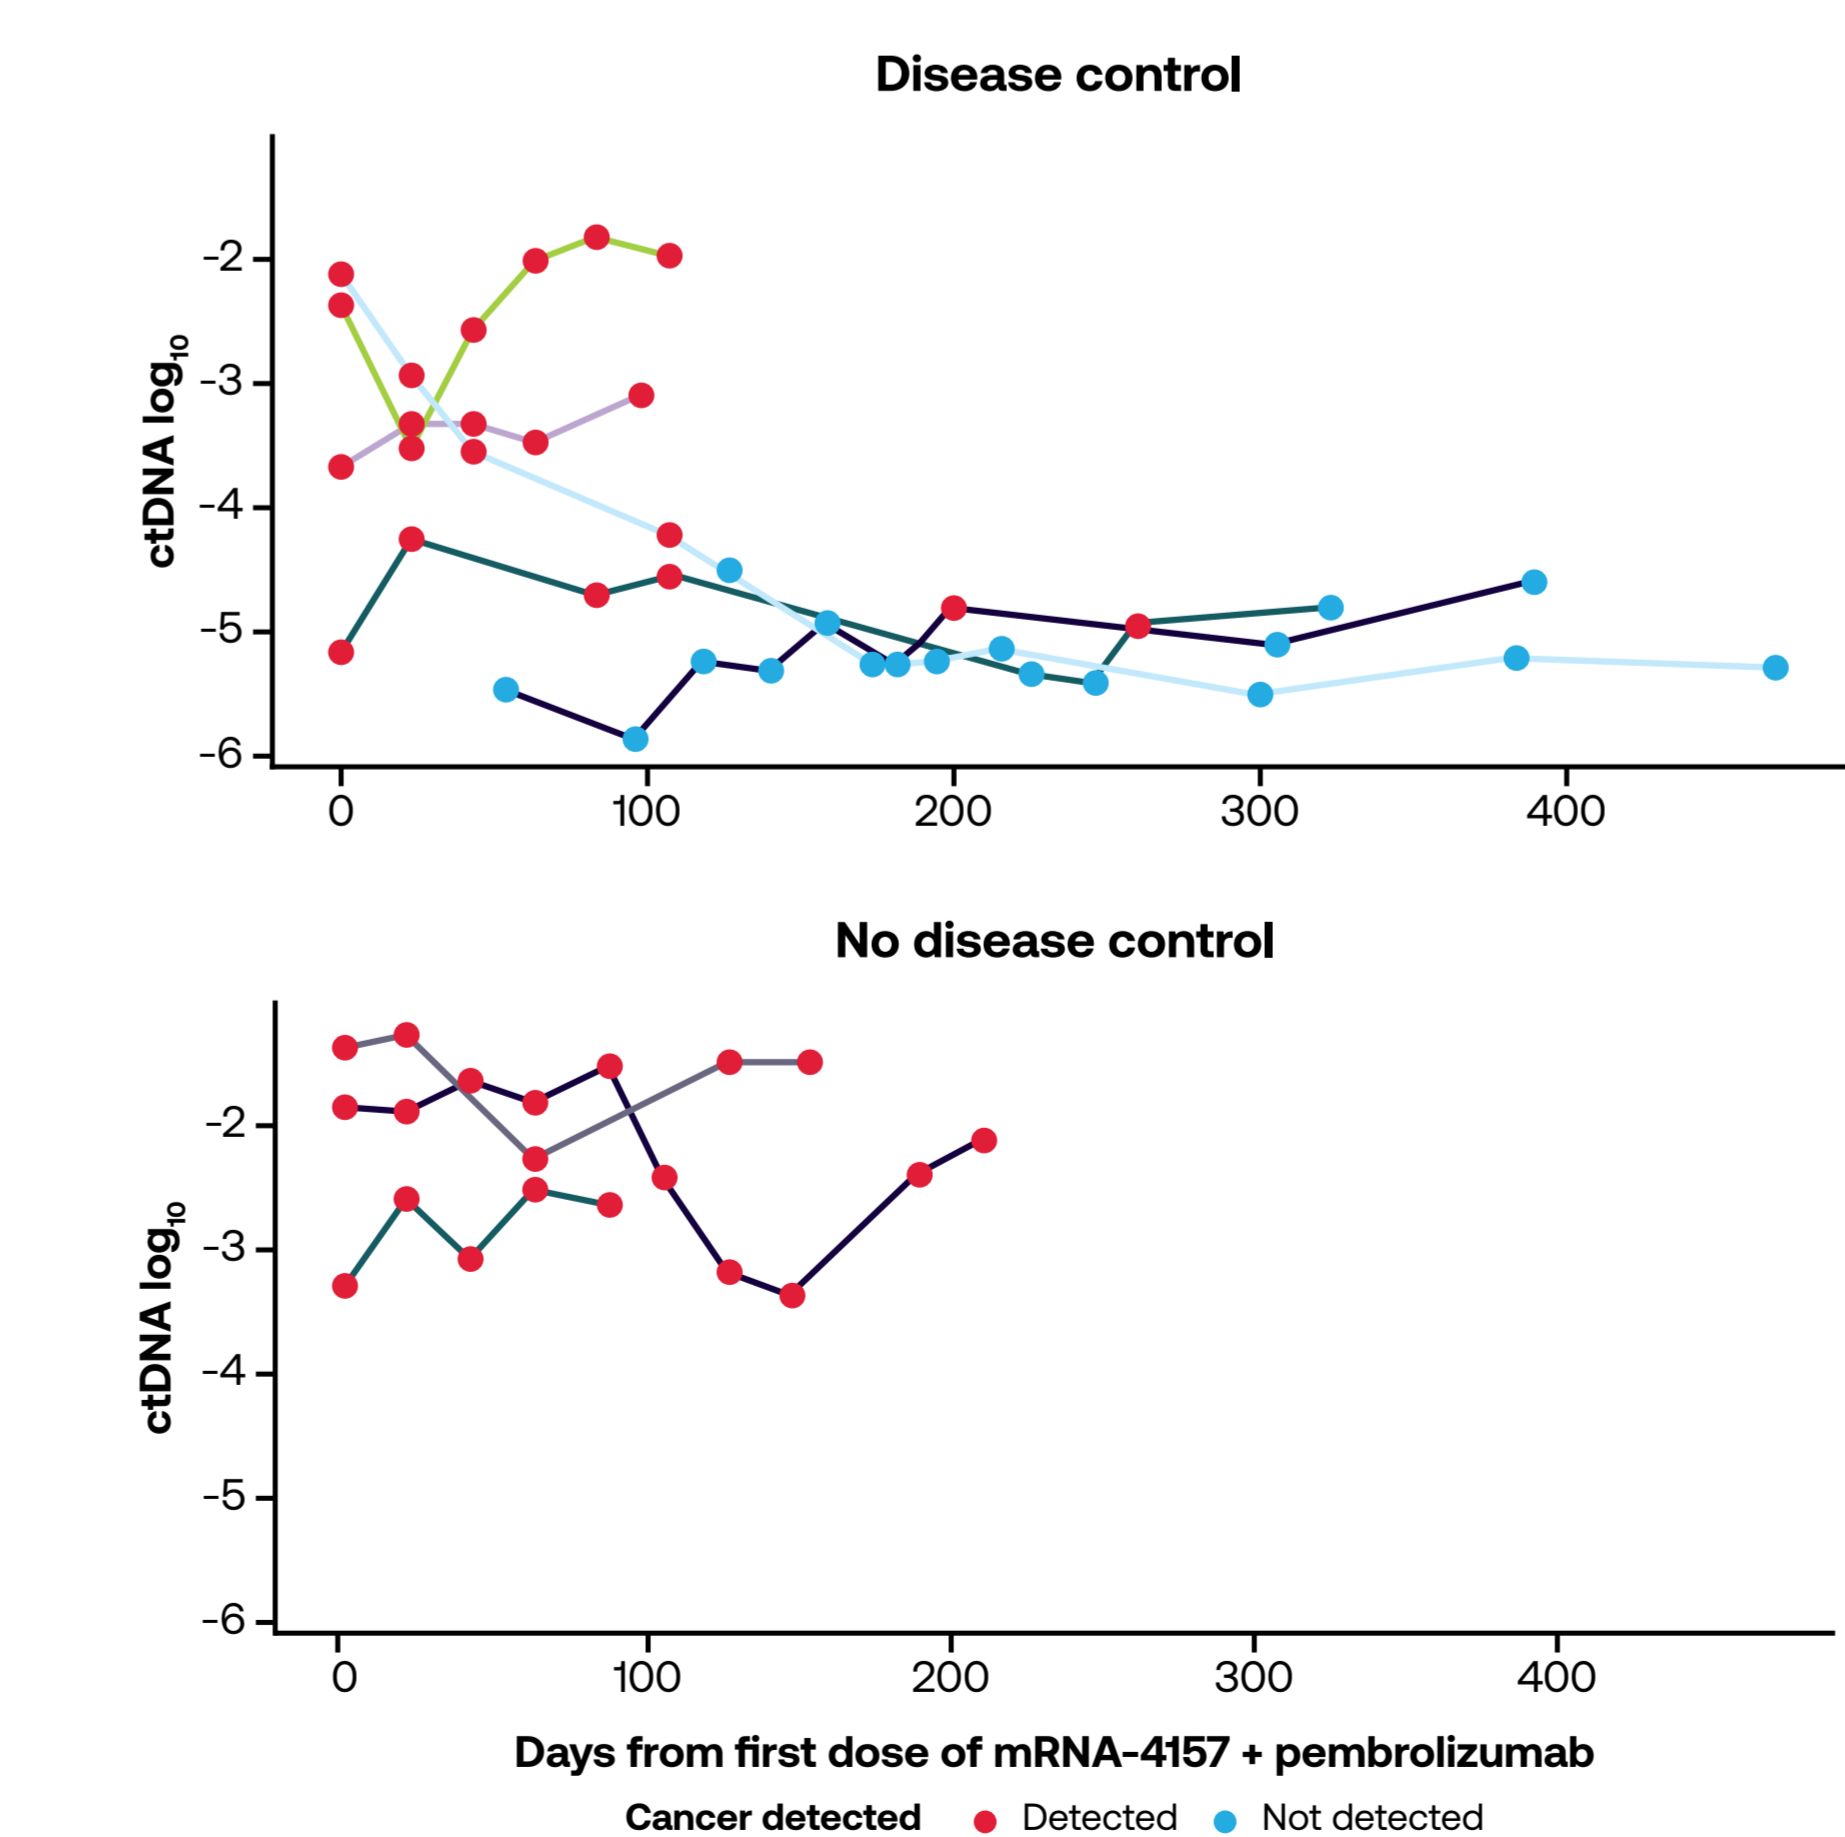 Disease control
ctDNA log₁₀
-2
-3
-4
-5
-6
0 100 200 300 400
No disease control
ctDNA log₁₀
-2
-3
-4
-5
-6
0 100 200 300 400
Days from first dose of mRNA-4157 + pembrolizumab
Cancer detected Detected Not detected